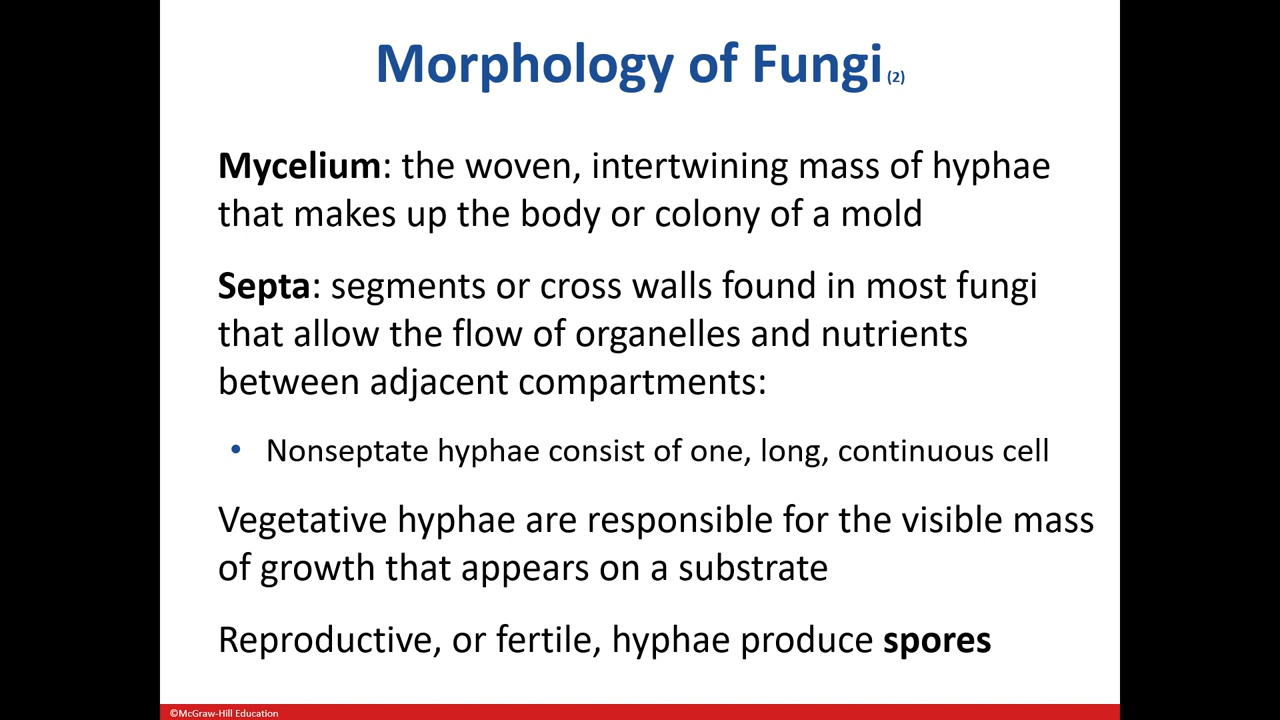 Morphology of Fungi (2)
Mycelium: the woven, intertwining mass of hyphae
that makes up the body or colony of a mold
Septa: segments or cross walls found in most fungi
that allow the flow of organelles and nutrients
between adjacent compartments:
• Nonseptate hyphae consist of one, long, continuous cell
Vegetative hyphae are responsible for the visible mass
of growth that appears on a substrate
Reproductive, or fertile, hyphae produce spores
©McGraw-Hill Education